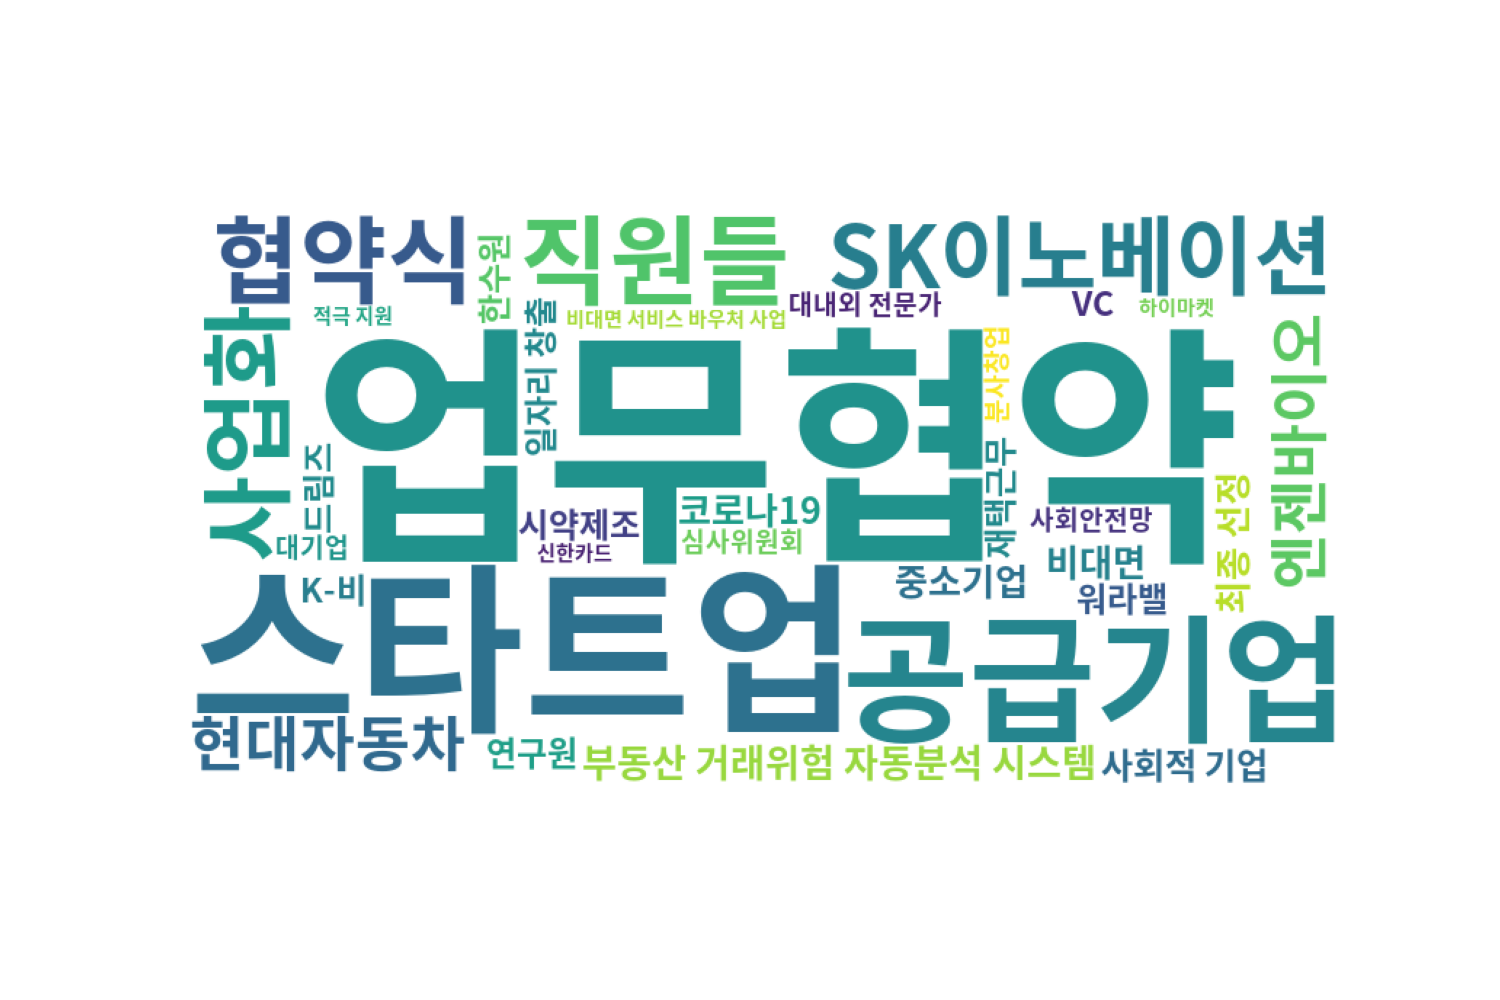 협약식
한수원
직원들
SK이노베이션
적극 지원
일자리 창출
비대면 서비스 바우처 사업
대내외 전문가
VC
하이마켓
사업화
업무협약
분사창업
엔젠바이오
드림즈
재택근무
대기업
시약제조
코로나19
사회안전망
최종 선정
신한카드
심사위원회
비대면
K-비
중소기업
워라밸
스타트업
공급기업
현대자동차
연구원
부동산 거래위험 자동분석 시스템
사회적 기업